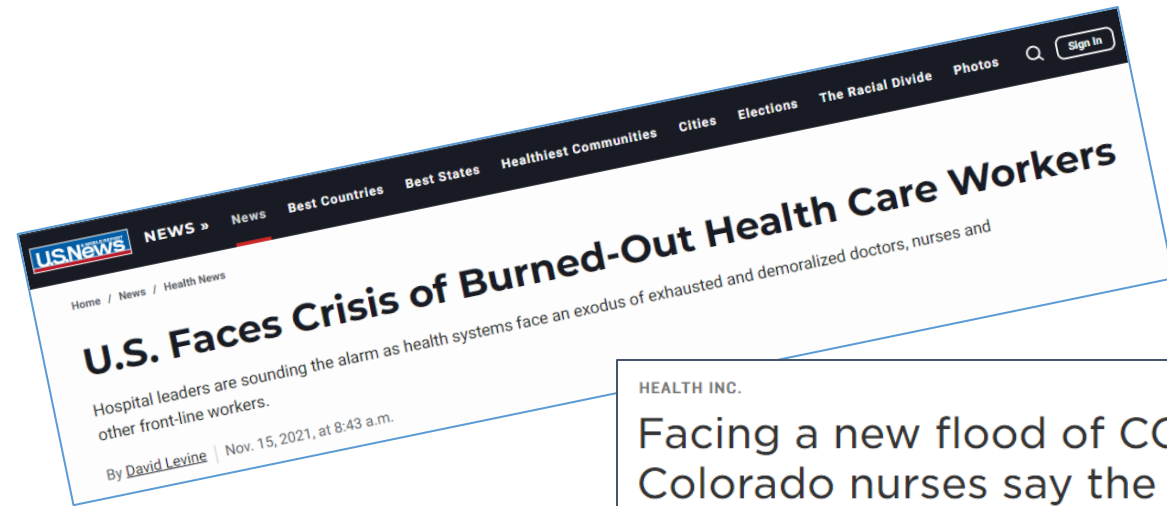 U.S.News NEWS » News Best Countries Best States Healthiest Communities Cities Elections The Racial Divide Photos Sign In
Home / News / Health News
U.S. Faces Crisis of Burned-Out Health Care Workers
Hospital leaders are sounding the alarm as health systems face an exodus of exhausted and demoralized doctors, nurses and
other front-line workers.
By David Levine | Nov. 15, 2021, at 8:43 a.m.
HEALTH INC.
Facing a new flood of
Colorado nurses say the